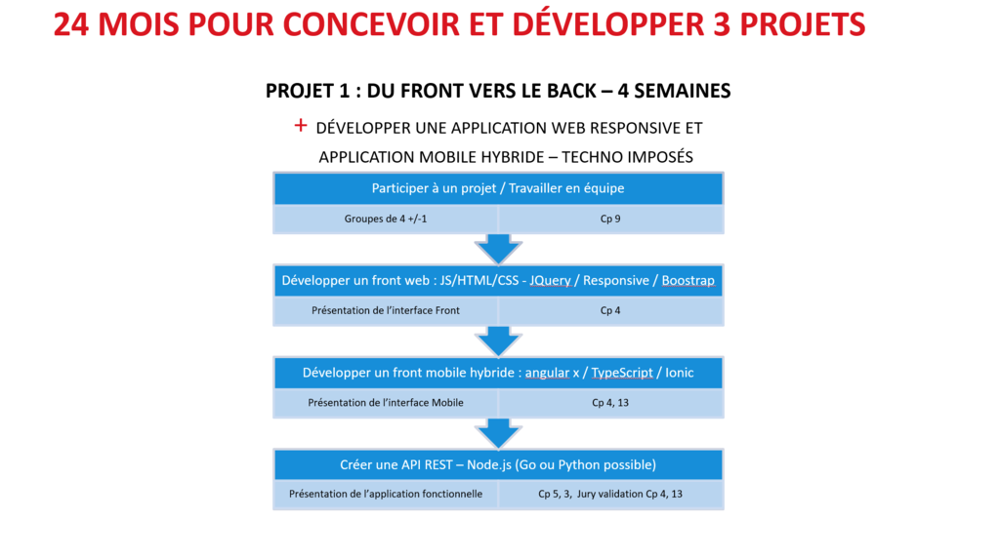 24 MOIS POUR CONCEVOIR ET DÉVELOPPER 3 PROJETS
PROJET 1 : DU FRONT VERS LE BACK – 4 SEMAINES
+ DÉVELOPPER UNE APPLICATION WEB RESPONSIVE ET
APPLICATION MOBILE HYBRIDE – TECHNO IMPOSÉS
Participer à un projet / Travailler en équipe
Groupes de 4 +/-1
Cp 9
Développer un front web : JS/HTML/CSS - JQuery / Responsive / Boostrap
Présentation de l'interface Front
Cp 4
Développer un front mobile hybride : angular x / TypeScript / Ionic
Présentation de l'interface Mobile
Cp 4, 13
Créer une API REST – Node.js (Go ou Python possible)
Présentation de l'application fonctionnelle
Cp 5, 3, Jury validation Cp 4, 13